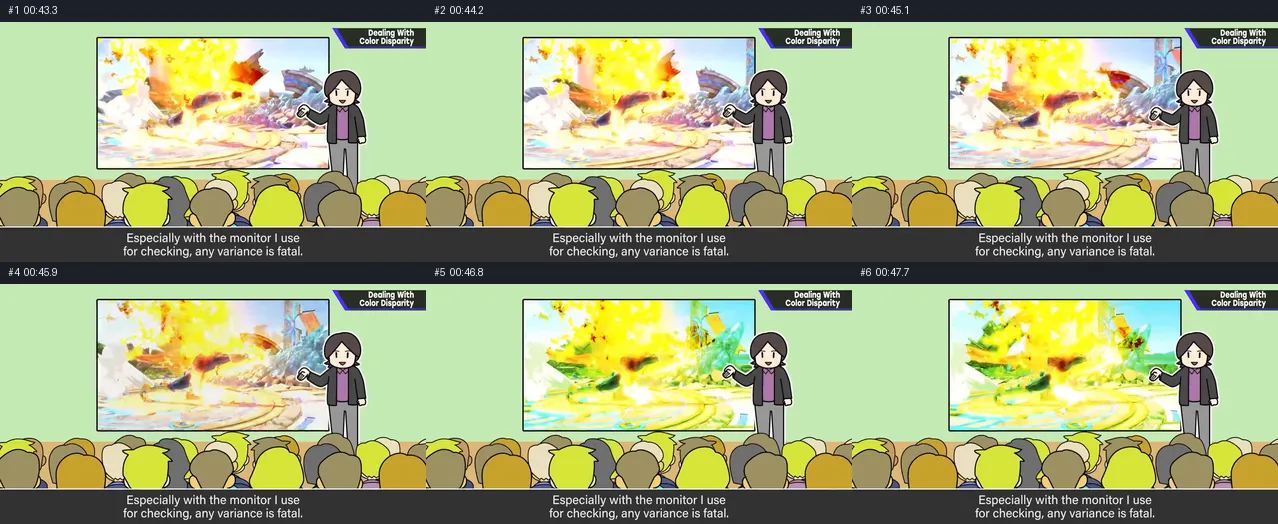 #1 00:43.3
Dealing With
Color Disparity
Especially with the monitor I use
for checking, any variance is fatal.
#2 00:44.2
Dealing With
Color Disparity
Especially with the monitor I use
for checking, any variance is fatal.
#3 00:45.1
Dealing With
Color Disparity
Especially with the monitor I use
for checking, any variance is fatal.
#4 00:45.9
Dealing With
Color Disparity
Especially with the monitor I use
for checking, any variance is fatal.
#5 00:46.8
Dealing With
Color Disparity
Especially with the monitor I use
for checking, any variance is fatal.
#6 00:47.7
Dealing With
Color Disparity
Especially with the monitor I use
for checking, any variance is fatal.